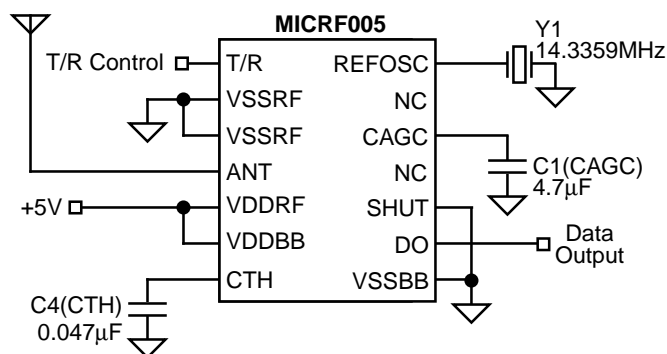 MICRF005
T/R Control
T/R
VSSRF
VSSRF
ANT
+5V
VDDRF
VDDBB
CTH
C4(CTH)
0.047µF
REFOSC
NC
CAGC
NC
SHUT
DO
VSSBB
Y1
14.3359MHz
C1(CAGC)
4.7µF
Data
Output